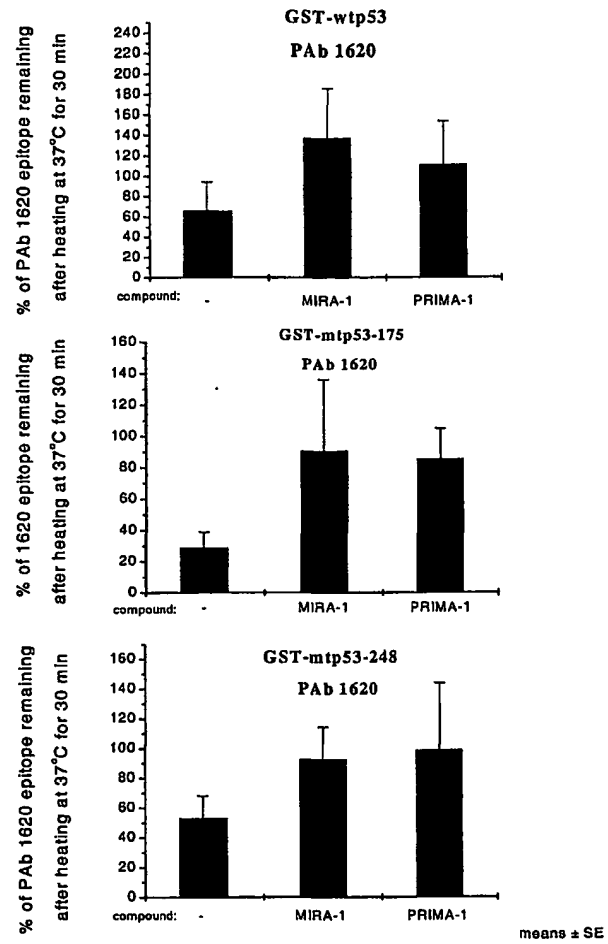 GST-wtp53
PAb 1620
% of PAb 1620 epitope remaining
after heating at 37°C for 30 min
240
220
200
180
160
140
120
100
80
60
40
20
0
compound: - MIRA-1 PRIMA-1
GST-mtp53-175
PAb 1620
% of 1620 epitope remaining
after heating at 37°C for 30 min
160
140
120
100
80
60
40
20
0
compound: - MIRA-1 PRIMA-1
GST-mtp53-248
PAb 1620
% of PAb 1620 epitope remaining
after heating at 37°C for 30 min
160
140
120
100
80
60
40
20
0
compound: - MIRA-1 PRIMA-1
means ± SE